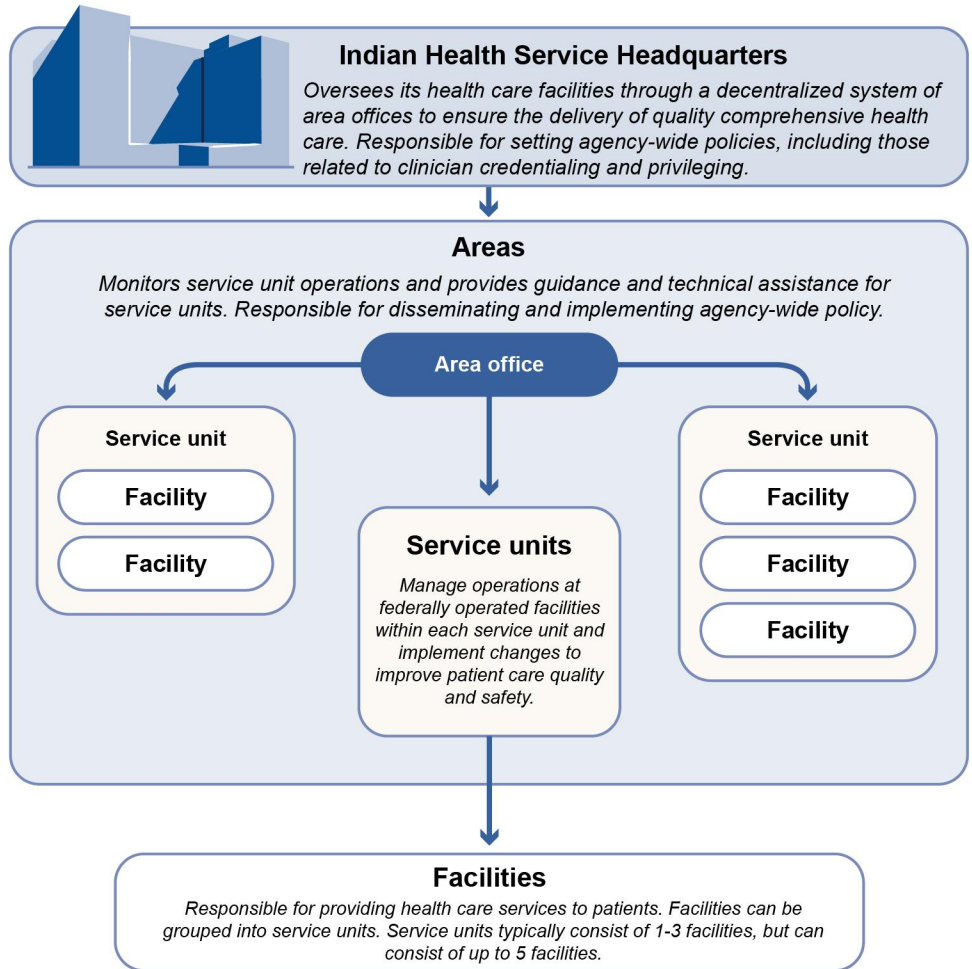 Indian Health Service Headquarters
Oversees its health care facilities through a decentralized system of
area offices to ensure the delivery of quality comprehensive health
care. Responsible for setting agency-wide policies, including those
related to clinician credentialing and privileging.
Areas
Monitors service unit operations and provides guidance and technical assistance for
service units. Responsible for disseminating and implementing agency-wide policy.
Area office
Service unit
Facility
Facility
Service units
Manage operations at
federally operated facilities
within each service unit and
implement changes to
improve patient care quality
and safety.
Service unit
Facility
Facility
Facility
Facilities
Responsible for providing health care services to patients. Facilities can be
grouped into service units. Service units typically consist of 1-3 facilities, but can
consist of up to 5 facilities.